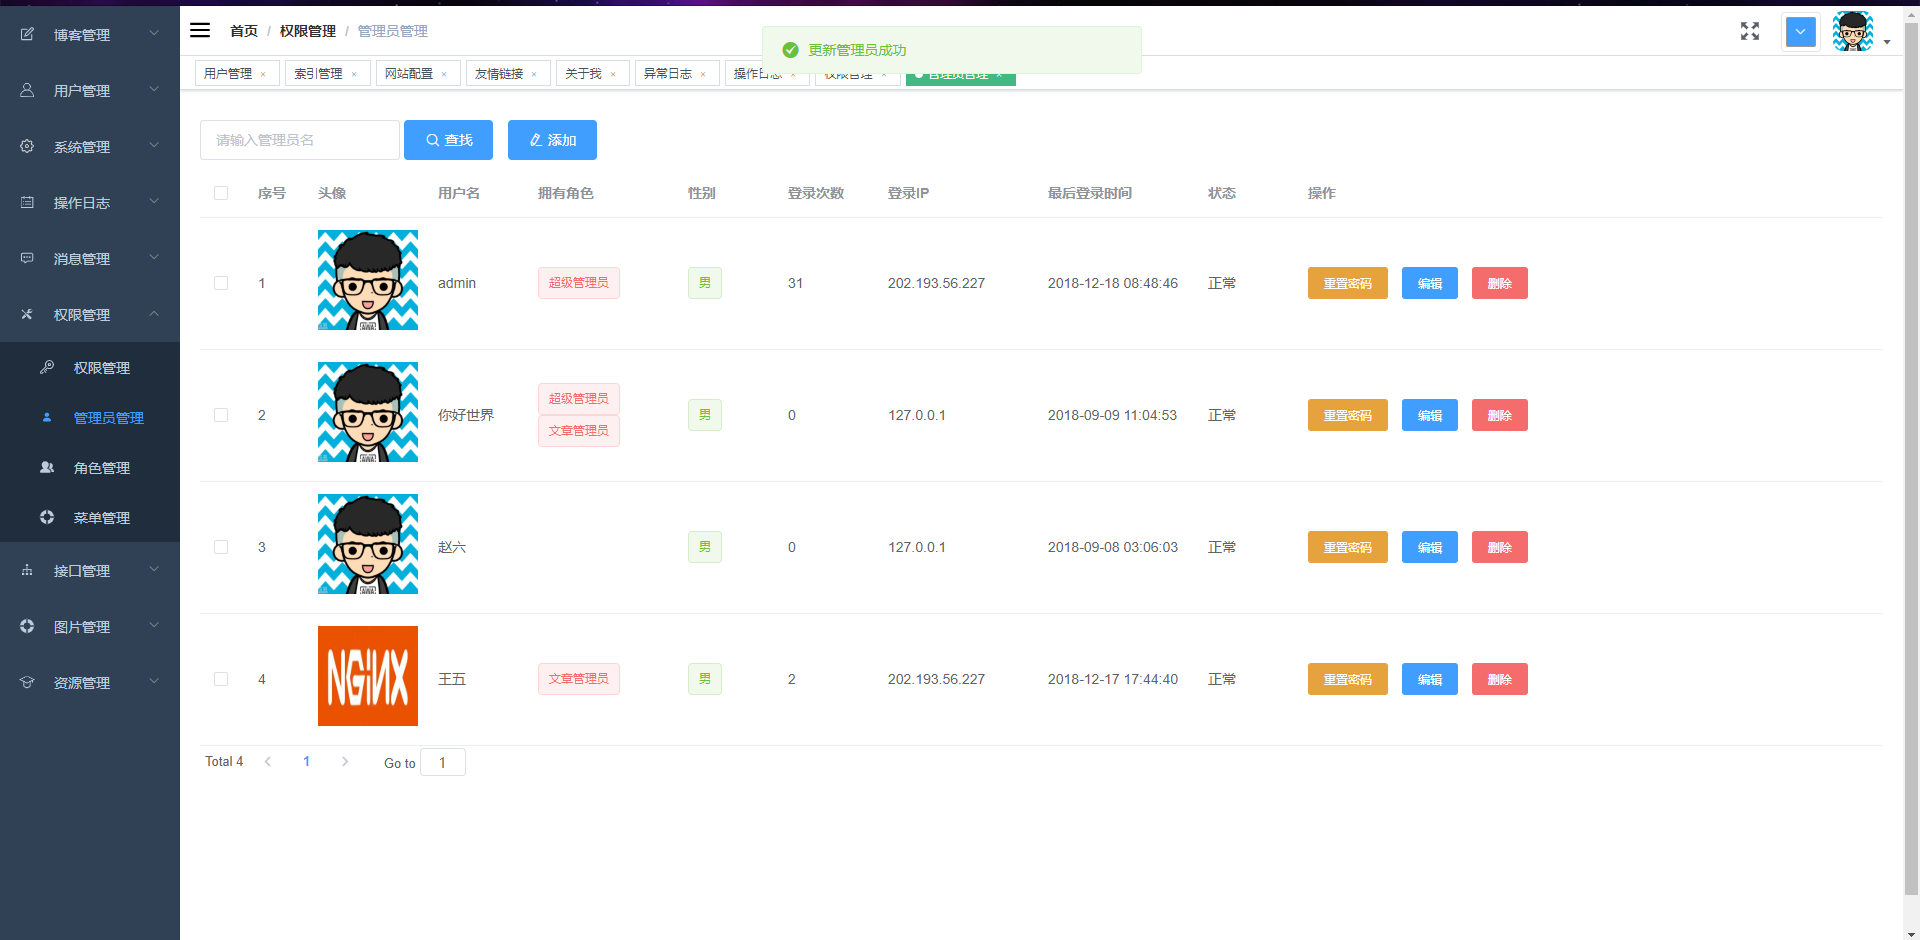 博客管理
用户管理
系统管理
操作日志
消息管理
权限管理
权限管理
管理员管理
角色管理
菜单管理
接口管理
图片管理
资源管理
首页 / 权限管理 / 管理员管理
更新管理员成功
用户管理 × 索引管理 × 网站配置 × 友情链接 × 关于我 × 异常日志 × 操作日志 × 权限管理 × 管理员管理 ×
请输入管理员名 查找 添加
序号 头像 用户名 拥有角色 性别 登录次数 登录IP 最后登录时间 状态 操作
1 admin 超级管理员 男 31 202.193.56.227 2018-12-18 08:48:46 正常 重置密码 编辑 删除
2 你好世界 超级管理员 文章管理员 男 0 127.0.0.1 2018-09-09 11:04:53 正常 重置密码 编辑 删除
3 赵六 男 0 127.0.0.1 2018-09-08 03:06:03 正常 重置密码 编辑 删除
4 NGiNX 王五 文章管理员 男 2 202.193.56.227 2018-12-17 17:44:40 正常 重置密码 编辑 删除
Total 4 1 Go to 1